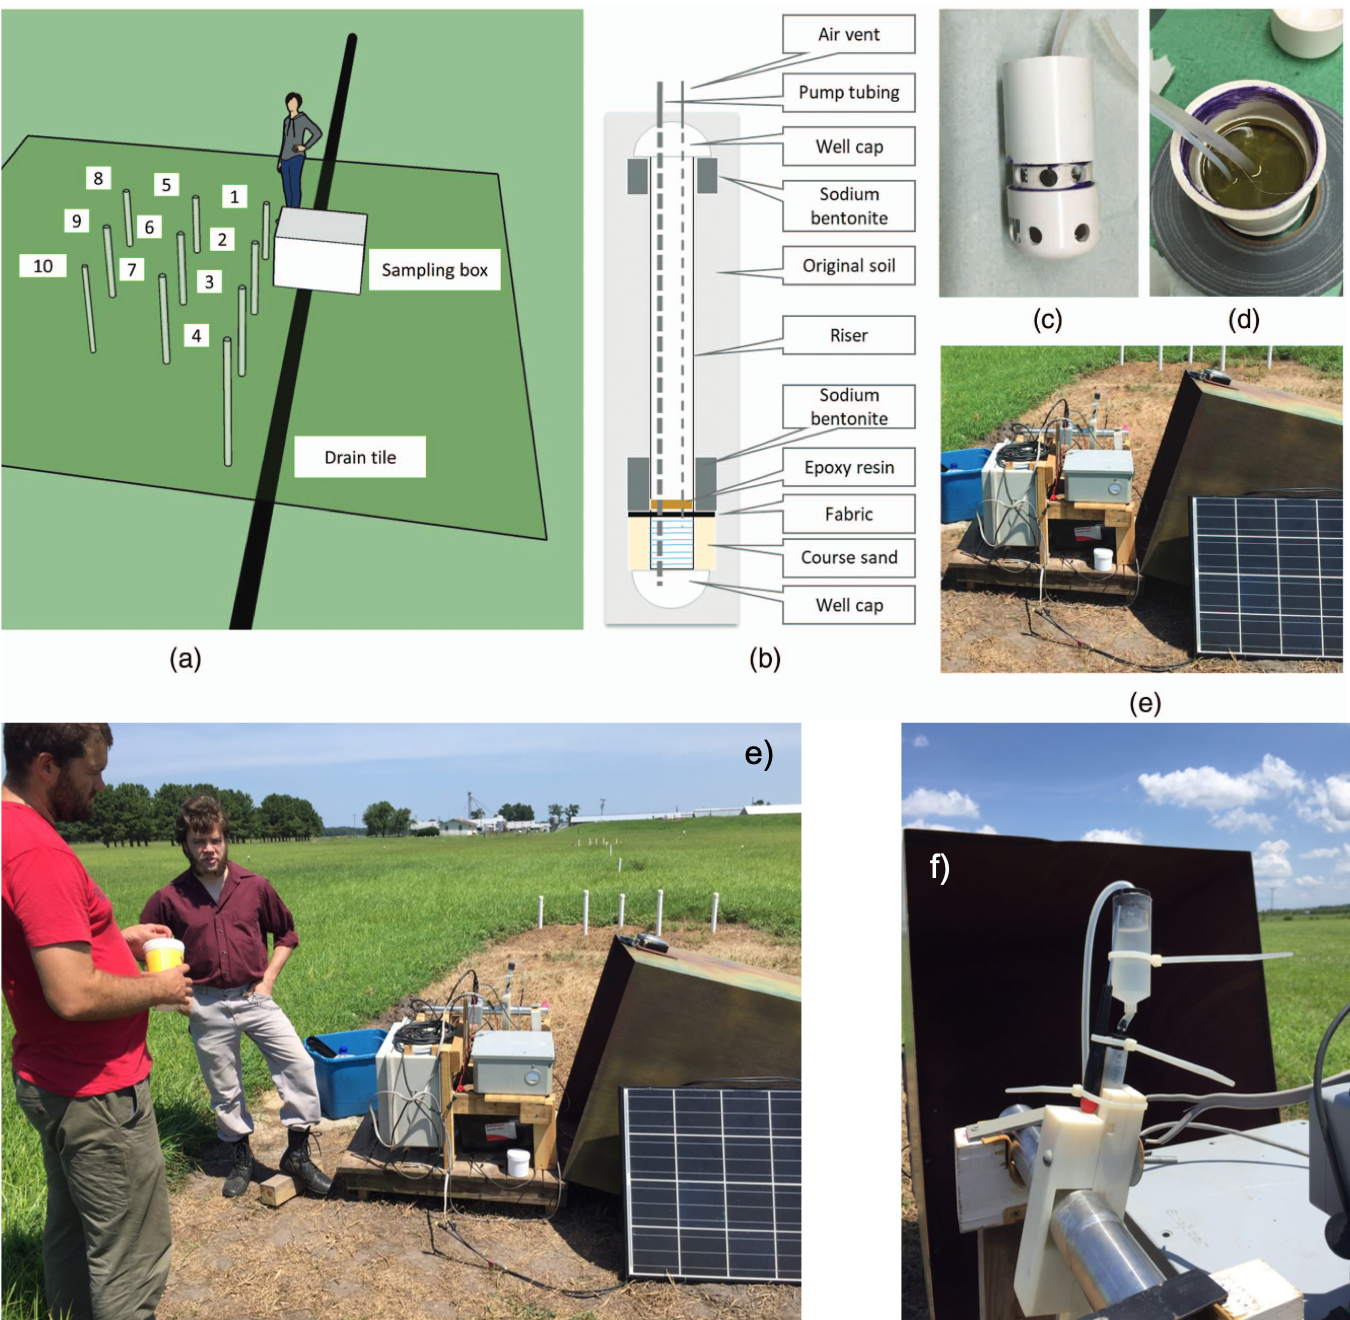 8
5
1
9
6
2
10
7
3
4
Sampling box
Drain tile
(a)
Air vent
Pump tubing
Well cap
Sodium
bentonite
Original soil
Riser
Sodium
bentonite
Epoxy resin
Fabric
Course sand
Well cap
(b)
(c)
(d)
(e)
e)
f)